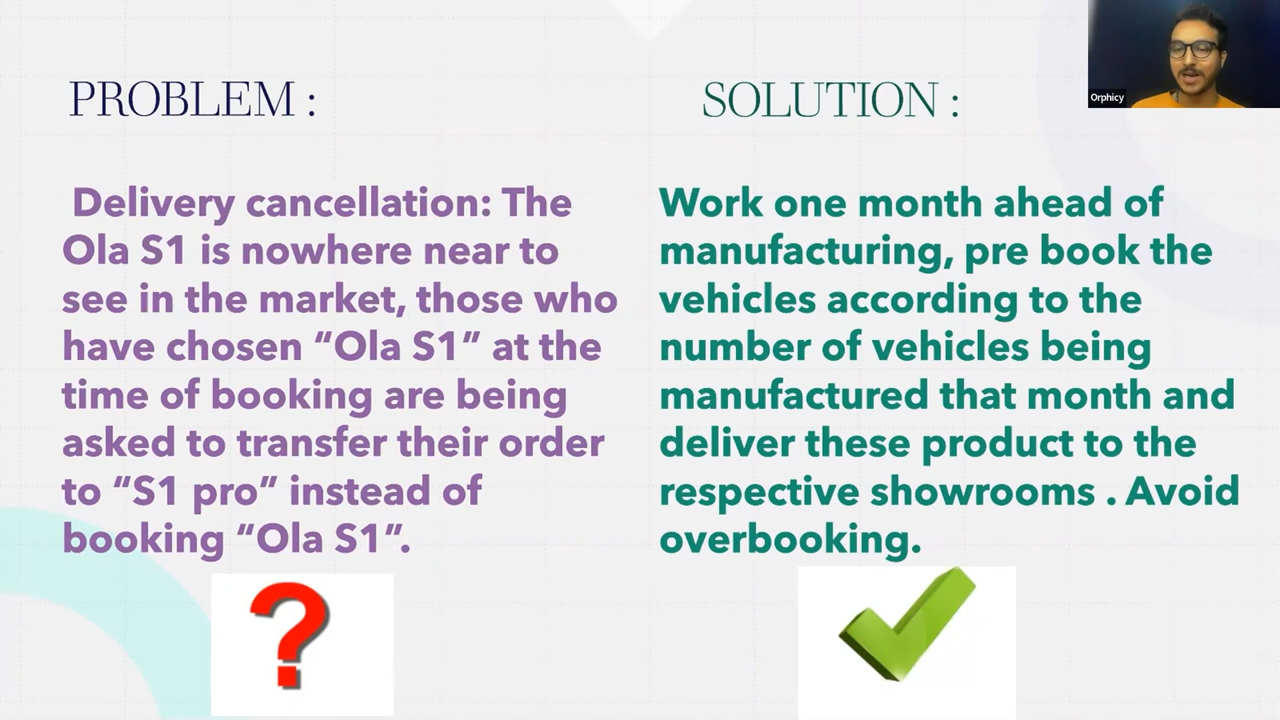 PROBLEM :
Delivery cancellation: The
Ola S1 is nowhere near to
see in the market, those who
have chosen “Ola S1” at the
time of booking are being
asked to transfer their order
to “S1 pro” instead of
booking “Ola S1”.
?
SOLUTION :
Work one month ahead of
manufacturing, pre book the
vehicles according to the
number of vehicles being
manufactured that month and
deliver these product to the
respective showrooms . Avoid
overbooking.
Orphicy